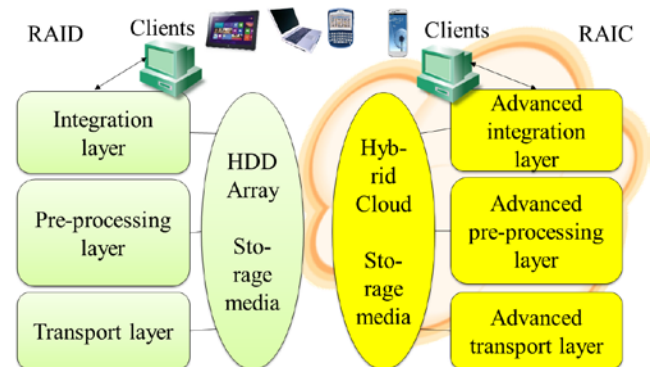 RAID
Clients
Clients
RAIC
Integration
layer
Pre-processing
layer
Transport layer
HDD
Array
Sto-
rage
media
Hyb-
rid
Cloud
Sto-
rage
media
Advanced
integration
layer
Advanced
pre-processing
layer
Advanced
transport layer